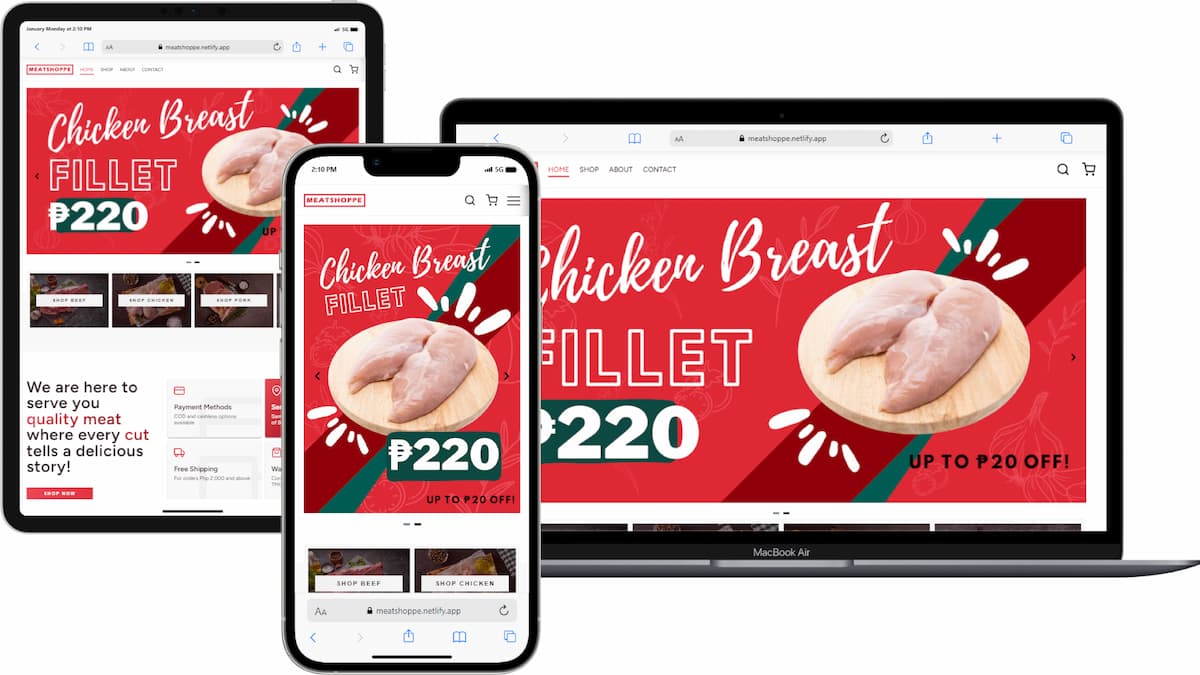 January Monday at 2:10 PM
5G
AA
meatshoppe.netlify.app
MEATSHOPPE
HOME
SHOP
ABOUT
CONTACT
Chicken Breast
FILLET
₱220
UP
SHOP BEEF
SHOP CHICKEN
SHOP PORK
We are here to
serve you
quality meat
where every cut
tells a delicious
story!
SHOP NOW
Payment Methods
COD and cashless options
available
Free Shipping
For orders Php 2,000 and above
2:10 PM
5G
MEATSHOPPE
Chicken Breast
FILLET
₱220
UP TO ₱20 OFF!
SHOP BEEF
SHOP CHICKEN
AA
meatshoppe.netlify.app
AA
meatshoppe.netlify.app
HOME
SHOP
ABOUT
CONTACT
Chicken Breast
FILLET
₱220
UP TO ₱20 OFF!
MacBook Air